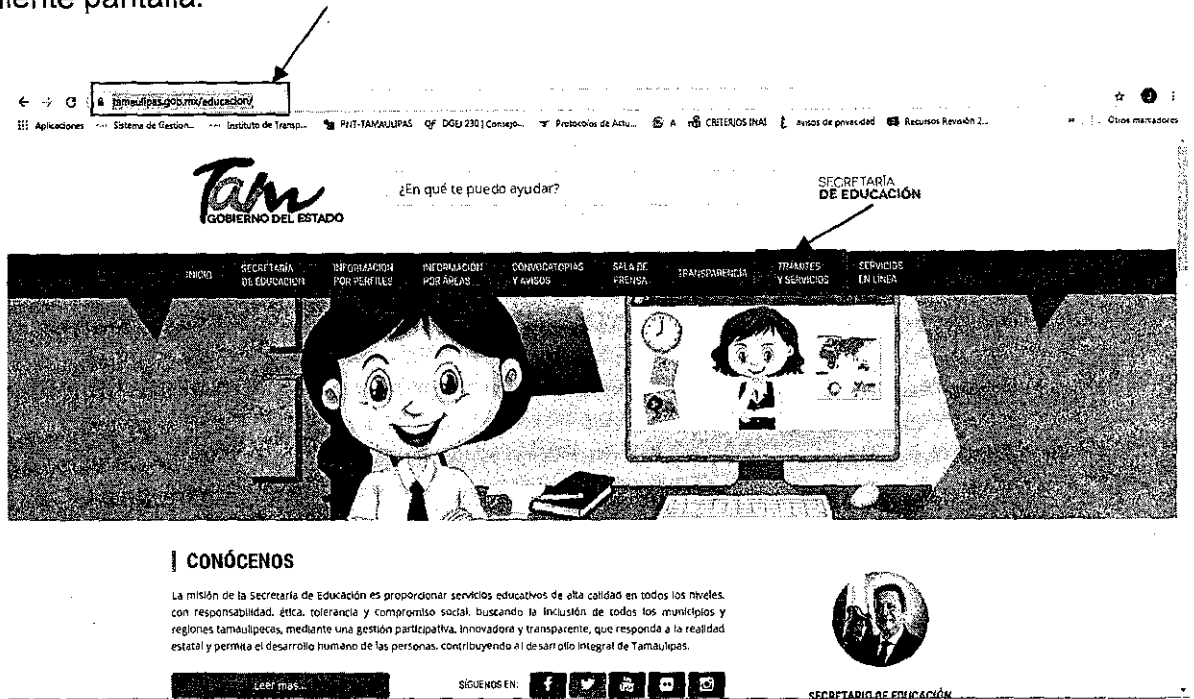 pantalla.
tamaulipas.gob.mx/educacion/
Aplicaciones Sistema de Gestion... Instituto de Transp... PNT-TAMAULIPAS DGEJ 230 | Consejo... Protocolos de Actu... A CRITERIOS INAI avisos de privacidad Recursos Revisión 2... » Otros marcadores
Tam
GOBIERNO DEL ESTADO
¿En qué te puedo ayudar?
SECRETARÍA
DE EDUCACIÓN
INICIO
SECRETARÍA
DE EDUCACIÓN
INFORMACIÓN
POR PERFILES
INFORMACIÓN
POR ÁREAS
CONVOCATORIAS
Y AVISOS
SALA DE
PRENSA
TRANSPARENCIA
TRÁMITES
Y SERVICIOS
SERVICIOS
EN LÍNEA
CONÓCENOS
La misión de la Secretaría de Educación es proporcionar servicios educativos de alta calidad en todos los niveles,
con responsabilidad, ética, tolerancia y compromiso social, buscando la inclusión de todos los municipios y
regiones tamaulipecas, mediante una gestión participativa, innovadora y transparente, que responda a la realidad
estatal y permita el desarrollo humano de las personas, contribuyendo al desarrollo integral de Tamaulipas.
Leer más...
SÍGUENOS EN:
SECRETARIO DE EDUCACIÓN